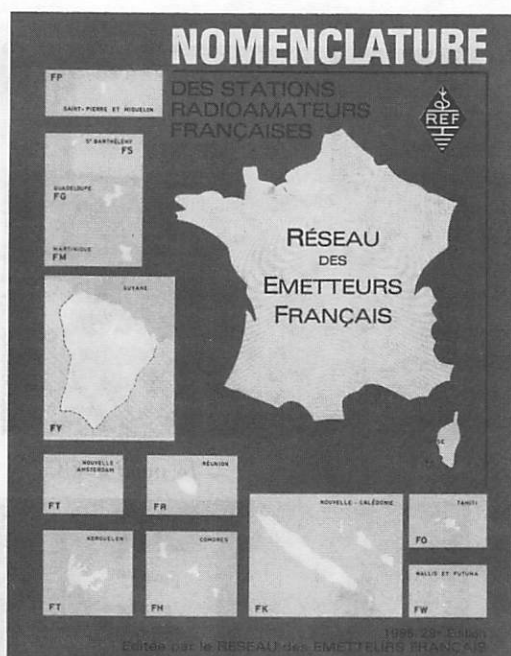 NOMENCLATURE
DES STATIONS
RADIOAMATEURS
FRANÇAISES
REF
FP
SAINT-PIERRE ET MIQUELON
ST BARTHÉLÉMY
FS
GUADELOUPE
FG
MARTINIQUE
FM
GUYANE
FY
RÉSEAU
DES
EMETTEURS
FRANÇAIS
NOUVELLE -
AMSTERDAM
FT
RÉUNION
FR
NOUVELLE - CALÉDONIE
FK
TAHITI
FO
KERGUELEN
FT
COMORES
FH
WALLIS ET FUTUNA
FW
Editée par le RESEAU des EMETTEURS FRANÇAIS